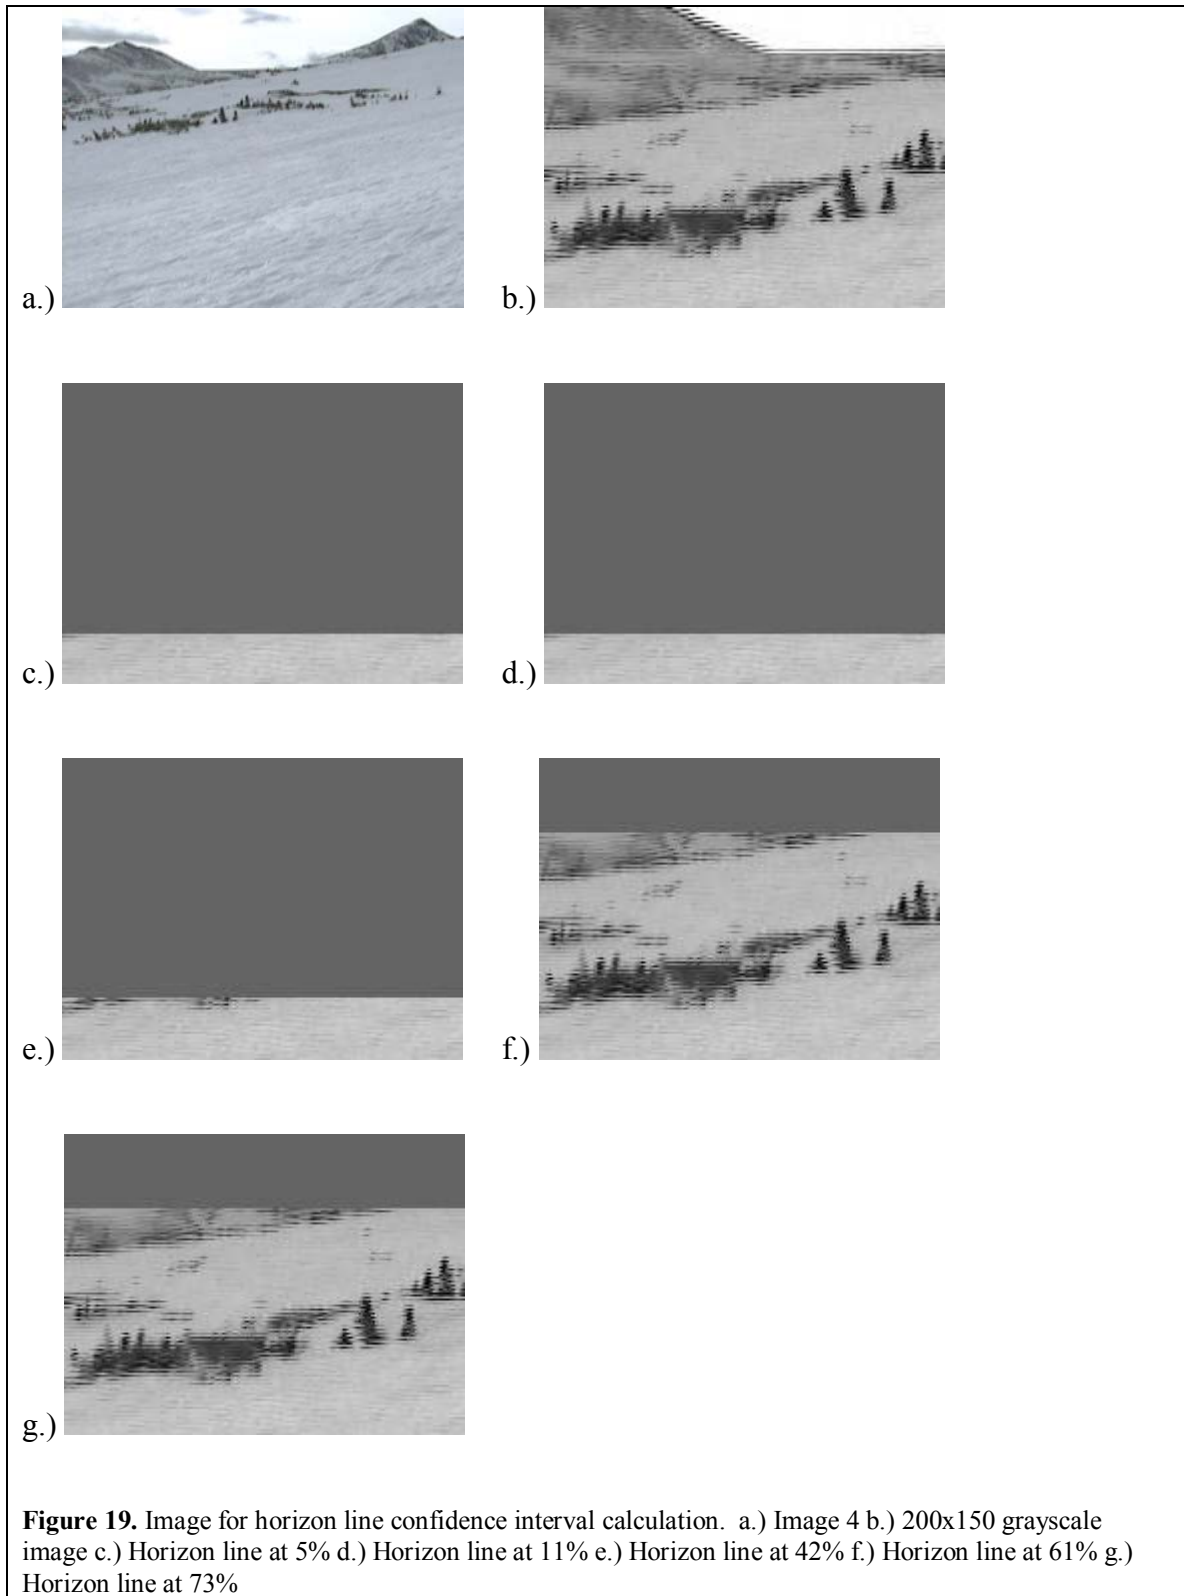 a.) b.)
c.) d.)
e.) f.)
g.)
Figure 19. Image for horizon line confidence interval calculation. a.) Image 4 b.) 200x150 grayscale
image c.) Horizon line at 5% d.) Horizon line at 11% e.) Horizon line at 42% f.) Horizon line at 61% g.)
Horizon line at 73%